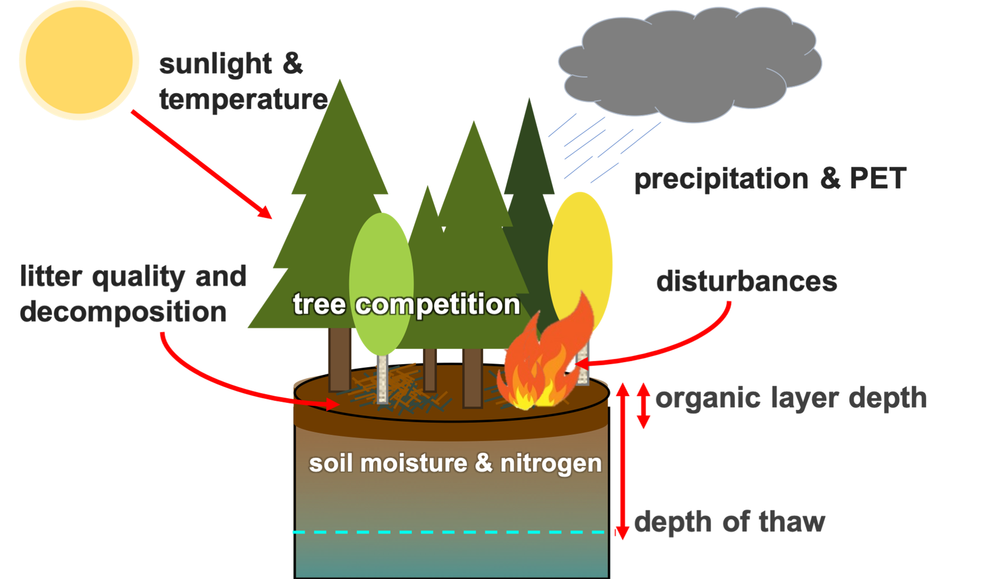 sunlight &
temperature
precipitation & PET
litter quality and
decomposition
disturbances
tree competition
organic layer depth
soil moisture & nitrogen
depth of thaw